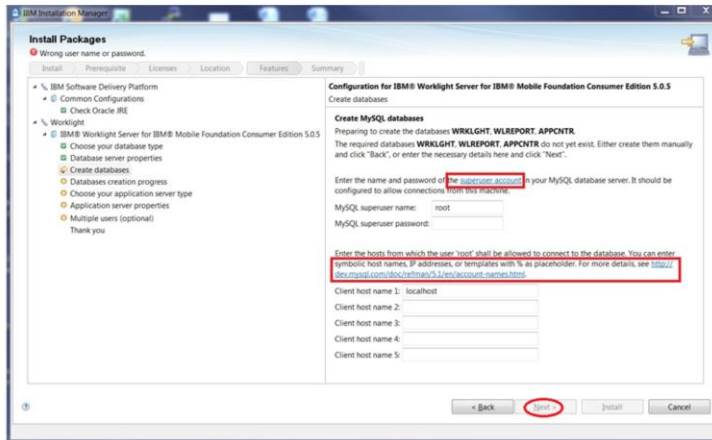 IBM Installation Manager
Install Packages
Wrong user name or password.
Install Prerequisite Licenses Location Features Summary
IBM Software Delivery Platform
Common Configurations
Check Oracle JRE
Worklight
IBM® Worklight Server for IBM® Mobile Foundation Consumer Edition 5.0.5
Choose your database type
Database server properties
Create databases
Databases creation progress
Choose your application server type
Application server properties
Multiple users (optional)
Thank you
Configuration for IBM® Worklight Server for IBM® Mobile Foundation Consumer Edition 5.0.5
Create databases
Create MySQL databases
Preparing to create the databases WRKLGHT, WLREPORT, APPCNTR.
The required databases WRKLGHT, WLREPORT, APPCNTR do not yet exist. Either create them manually
and click "Back", or enter the necessary details here and click "Next".
Enter the name and password of the superuser account in your MySQL database server. It should be
configured to allow connections from this machine.
MySQL superuser name: root
MySQL superuser password:
Enter the hosts from which the user 'root' shall be allowed to connect to the database. You can enter
symbolic host names, IP addresses, or templates with % as placeholder. For more details, see http://
dev.mysql.com/doc/refman/5.1/en/account-names.html.
Client host name 1: localhost
Client host name 2:
Client host name 3:
Client host name 4:
Client host name 5:
< Back Next > Install Cancel